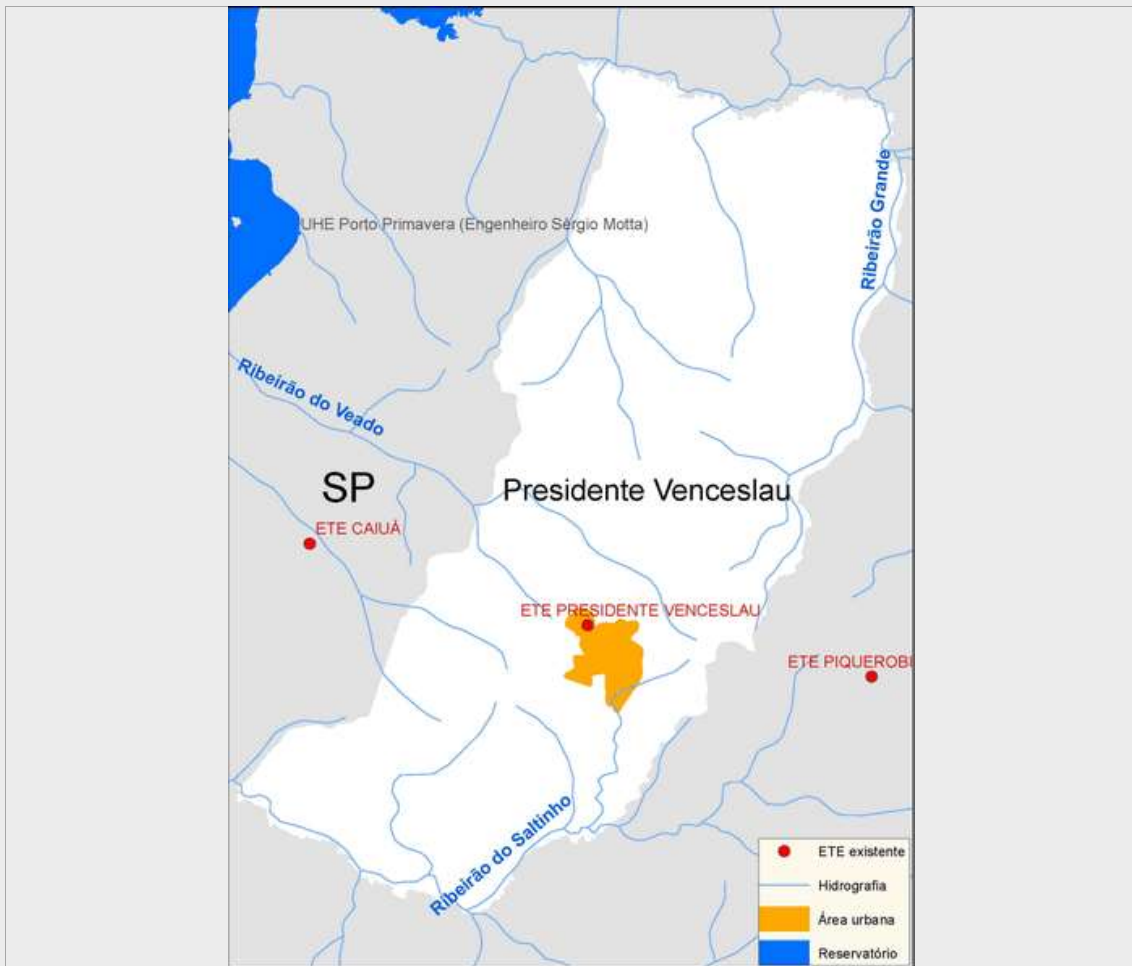 Ribeirão Grande
UHE Porto Primavera (Engenheiro Sérgio Motta)
Ribeirão do Veado
SP
Presidente Venceslau
ETE CAIUÁ
ETE PRESIDENTE VENCESLAU
ETE PIQUEROBI
Ribeirão do Saltinho
ETE existente
Hidrografia
Área urbana
Reservatório